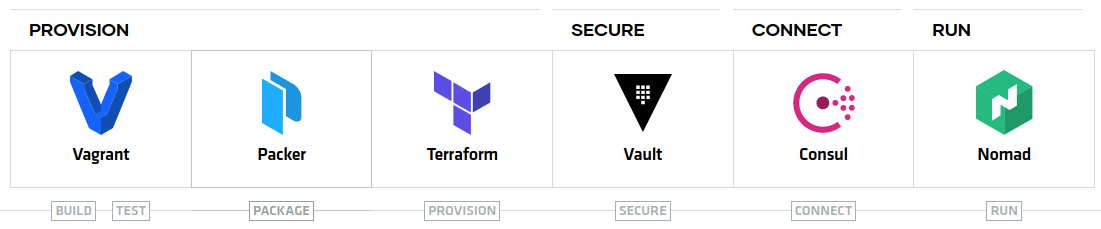 PROVISION SECURE CONNECT RUN
Vagrant Packer Terraform Vault Consul Nomad
BUILD TEST PACKAGE PROVISION SECURE CONNECT RUN